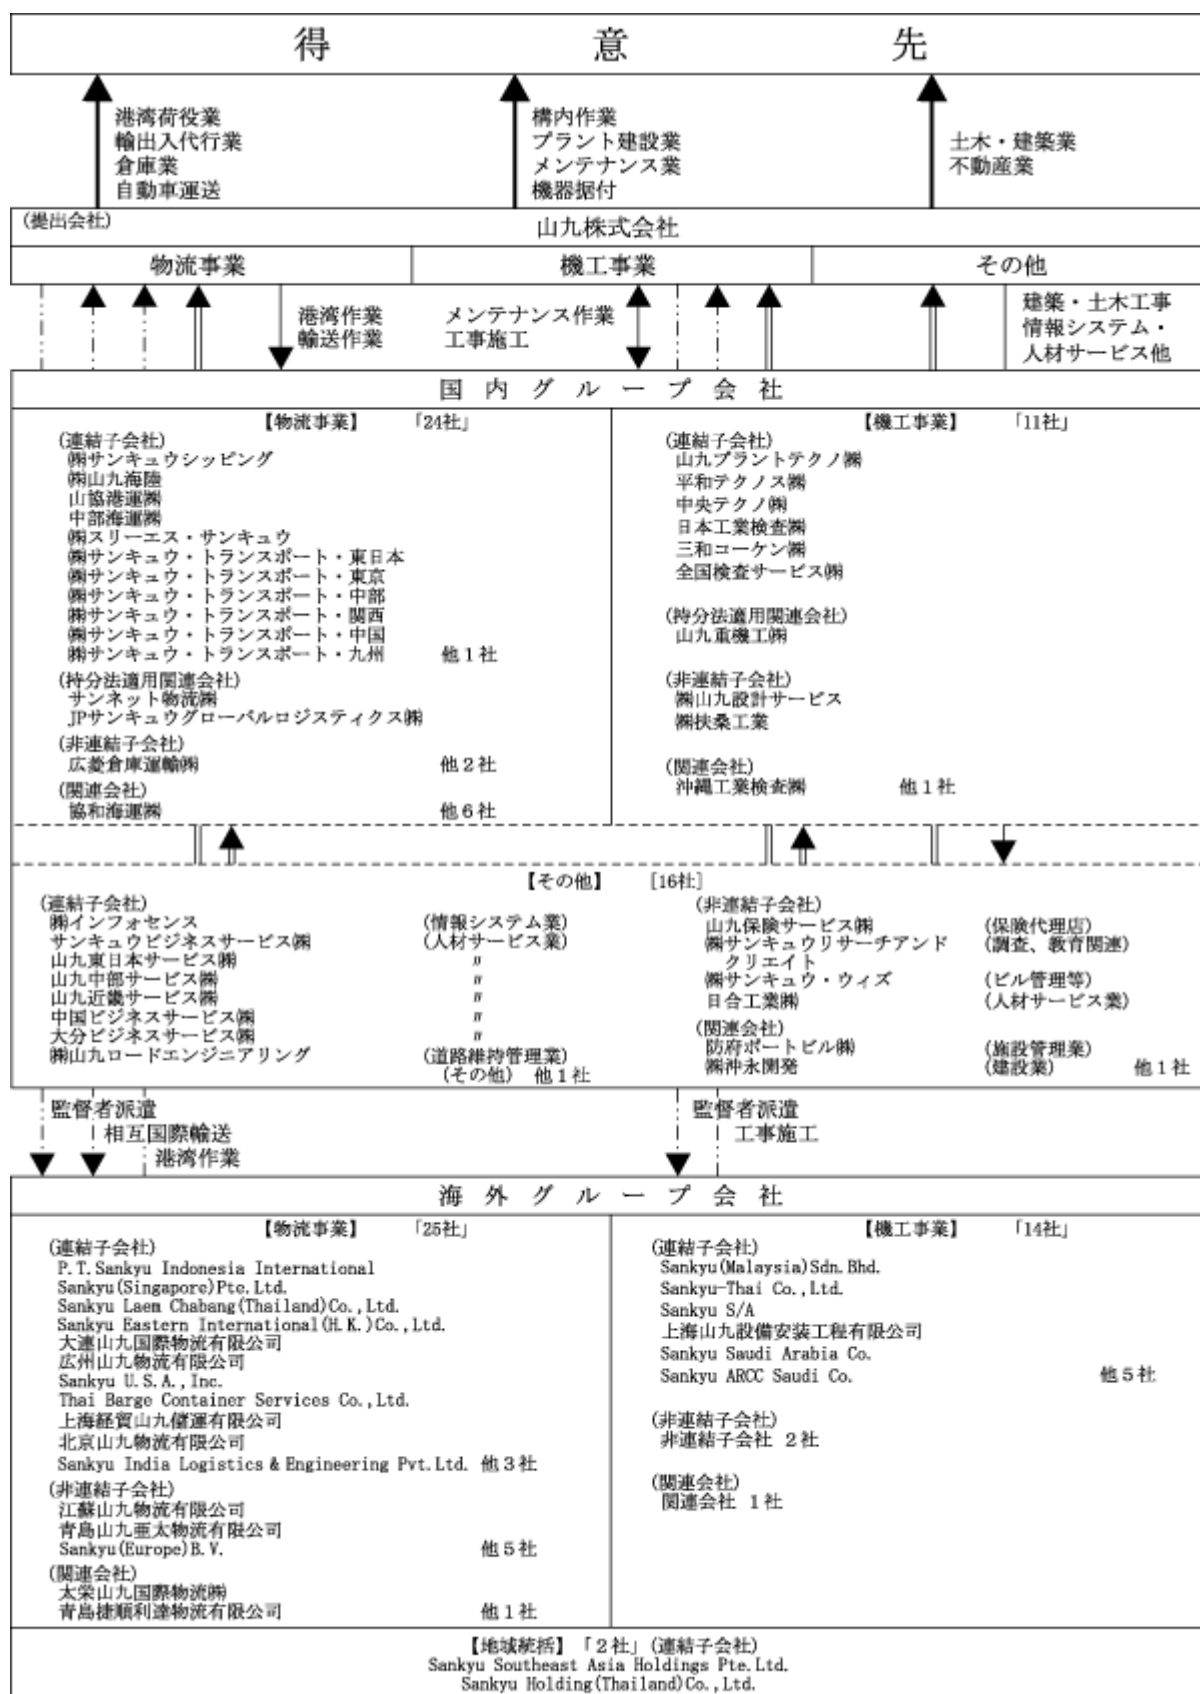 得意先
港湾荷役業
輸出入代行業
倉庫業
自動車運送
構内作業
プラント建設業
メンテナンス業
機器据付
土木・建築業
不動産業
(提出会社)
山九株式会社
物流事業
機工事業
その他
港湾作業
輸送作業
メンテナンス作業
工事施工
建築・土木工事
情報システム・
人材サービス他
国内グループ会社
【物流事業】 「24社」
(連結子会社)
㈱サンキュウシッピング
㈱山九海陸
山協港運㈱
中部海運㈱
㈱スリーエス・サンキュウ
㈱サンキュウ・トランスポート・東日本
㈱サンキュウ・トランスポート・東京
㈱サンキュウ・トランスポート・中部
㈱サンキュウ・トランスポート・関西
㈱サンキュウ・トランスポート・中国
㈱サンキュウ・トランスポート・九州 他1社
(持分法適用関連会社)
サンネット物流㈱
JPサンキュウグローバルロジスティクス㈱
(非連結子会社)
広菱倉庫運輸㈱ 他2社
(関連会社)
協和海運㈱ 他6社
【機工事業】 「11社」
(連結子会社)
山九プラントテクノ㈱
平和テクノス㈱
中央テクノ㈱
日本工業検査㈱
三和コーケン㈱
全国検査サービス㈱
(持分法適用関連会社)
山九重機工㈱
(非連結子会社)
㈱山九設計サービス
㈱扶桑工業
(関連会社)
沖縄工業検査㈱ 他1社
【その他】 [16社]
(連結子会社)
㈱インフォセンス (情報システム業)
サンキュウビジネスサービス㈱ (人材サービス業)
山九東日本サービス㈱ 〃
山九中部サービス㈱ 〃
山九近畿サービス㈱ 〃
中国ビジネスサービス㈱ 〃
大分ビジネスサービス㈱ 〃
㈱山九ロードエンジニアリング (道路維持管理業)
(その他) 他1社
(非連結子会社)
山九保険サービス㈱ (保険代理店)
㈱サンキュウリサーチアンド (調査、教育関連)
クリエイト
㈱サンキュウ・ウィズ (ビル管理等)
日合工業㈱ (人材サービス業)
(関連会社)
防府ポートビル㈱ (施設管理業)
㈱沖永開発 (建設業) 他1社
監督者派遣
相互国際輸送
港湾作業
監督者派遣
工事施工
海外グループ会社
【物流事業】 「25社」
(連結子会社)
P.T.Sankyu Indonesia International
Sankyu(Singapore)Pte.Ltd.
Sankyu Laem Chabang(Thailand)Co.,Ltd.
Sankyu Eastern International(H.K.)Co.,Ltd.
大連山九国際物流有限公司
広州山九物流有限公司
Sankyu U.S.A.,Inc.
Thai Barge Container Services Co.,Ltd.
上海経貿山九儲運有限公司
北京山九物流有限公司
Sankyu India Logistics & Engineering Pvt.Ltd. 他3社
(非連結子会社)
江蘇山九物流有限公司
青島山九亜太物流有限公司
Sankyu(Europe)B.V. 他5社
(関連会社)
太栄山九国際物流㈱
青島捷順利達物流有限公司 他1社
【機工事業】 「14社」
(連結子会社)
Sankyu(Malaysia)Sdn.Bhd.
Sankyu-Thai Co.,Ltd.
Sankyu S/A
上海山九設備安装工程有限公司
Sankyu Saudi Arabia Co.
Sankyu ARCC Saudi Co. 他5社
(非連結子会社)
非連結子会社 2社
(関連会社)
関連会社 1社
【地域統括】「2社」(連結子会社)
Sankyu Southeast Asia Holdings Pte.Ltd.
Sankyu Holding(Thailand)Co.,Ltd.